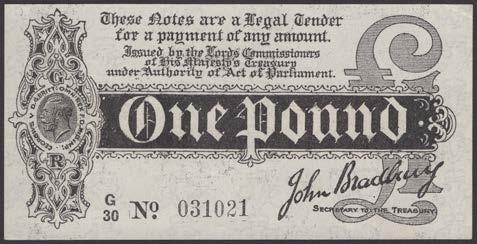 These Notes are a Legal Tender
for a payment of any amount.
Issued by the Lords Commissioners
of His Majesty's Treasury
under Authority of Act of Parliament.
G
R
One Pound
£
£1
G
30 No. 031021
John Bradbury
SECRETARY TO THE TREASURY.